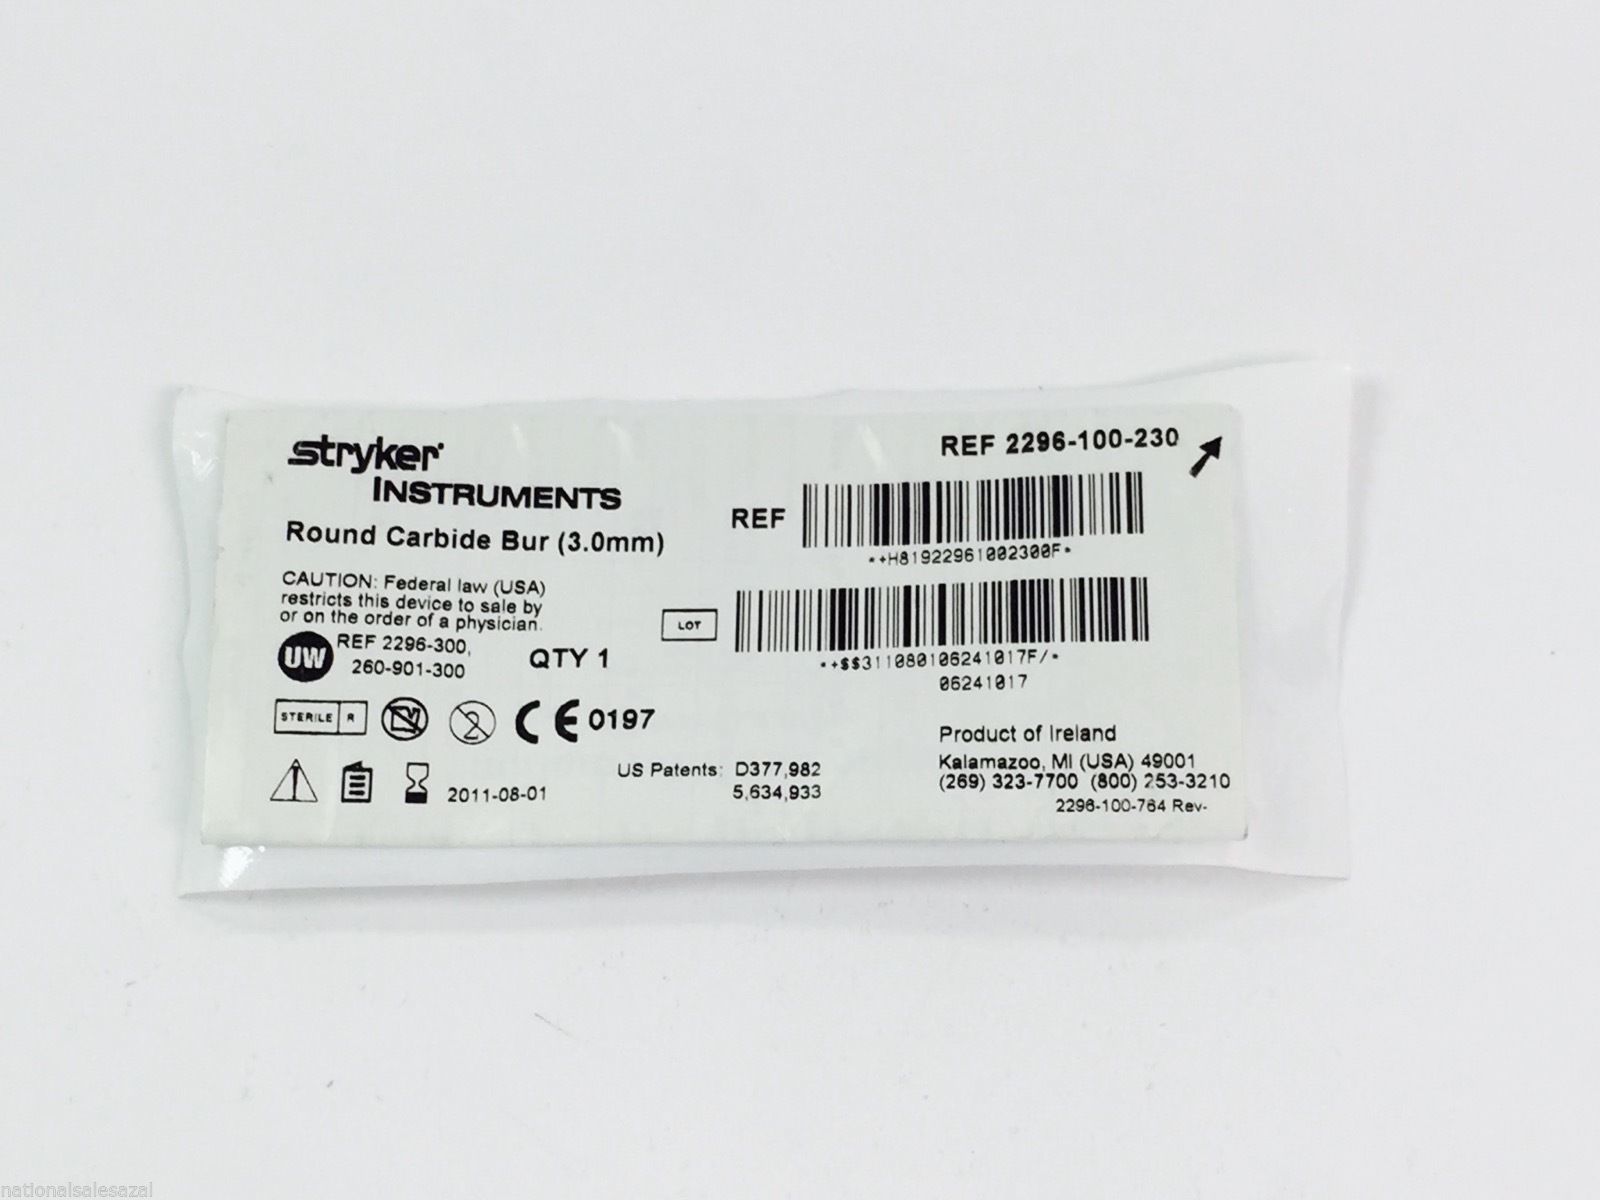 stryker
INSTRUMENTS
Round Carbide Bur (3.0mm)
CAUTION: Federal law (USA)
restricts this device to sale by
or on the order of a physician.
UW REF 2296-300,
260-901-300
QTY 1
STERILE R
2
CE 0197
2011-08-01
US Patents: D377,982
5,634,933
REF 2296-100-230
REF
*+H81922961002300F*
LOT
*+$$311080106241017F/*
06241017
Product of Ireland
Kalamazoo, MI (USA) 49001
(269) 323-7700 (800) 253-3210
2296-100-764 Rev-
nationalsalesazal